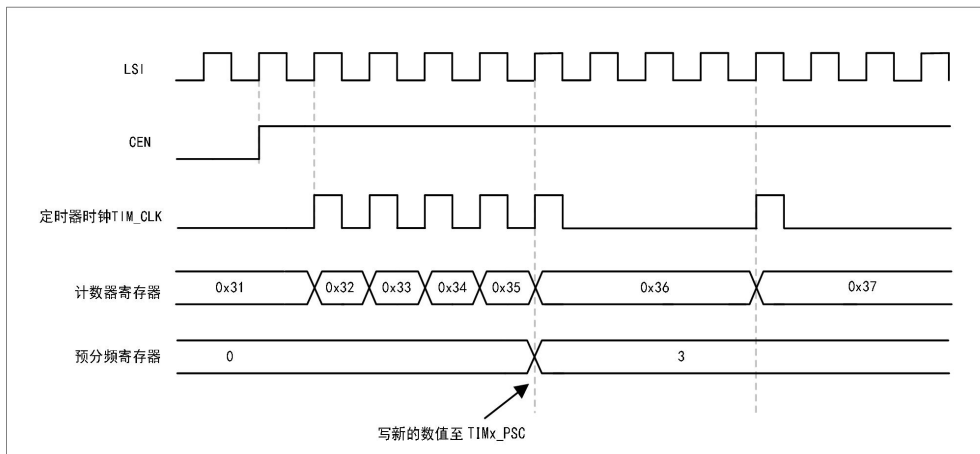 LSI
CEN
定时器时钟TIM_CLK
计数器寄存器
0x31 0x32 0x33 0x34 0x35 0x36 0x37
预分频寄存器
0 3
写新的数值至 TIMx_PSC